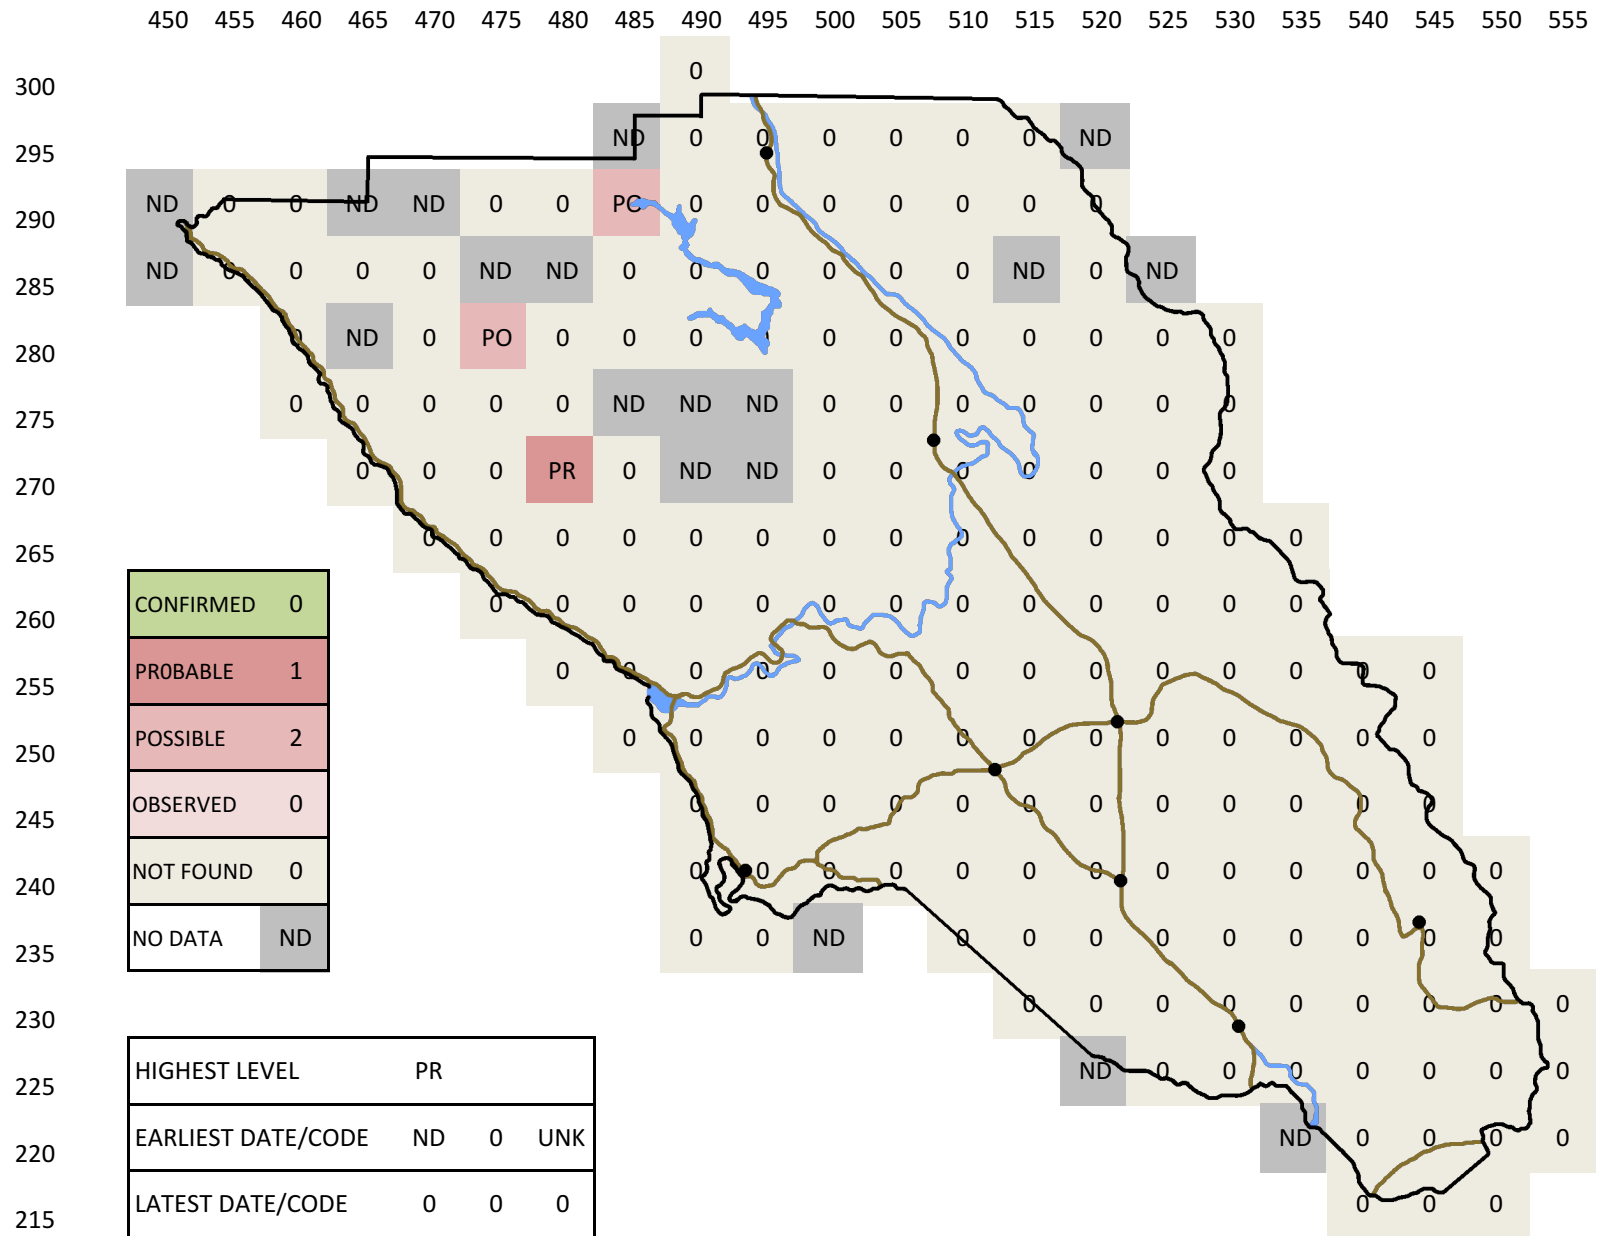 450 455 460 465 470 475 480 485 490 495 500 505 510 515 520 525 530 535 540 545 550 555
0
300
ND 0 0 0 0 0 0 ND
295
ND 0 0 ND ND 0 0 PO 0 0 0 0 0 0 0
290
ND 0 0 0 0 ND ND 0 0 0 0 0 0 ND 0 ND
285
0 ND 0 PO 0 0 0 0 0 0 0 0 0 0 0
280
0 0 0 0 0 ND ND ND 0 0 0 0 0 0 0
275
0 0 0 PR 0 ND ND 0 0 0 0 0 0 0
270
0 0 0 0 0 0 0 0 0 0 0 0 0 0
265
CONFIRMED 0 0 0 0 0 0 0 0 0 0 0 0 0 0
260
PR0BABLE 1 0 0 0 0 0 0 0 0 0 0 0 0 0 0
255
POSSIBLE 2 0 0 0 0 0 0 0 0 0 0 0 0 0
250
OBSERVED 0 0 0 0 0 0 0 0 0 0 0 0 0
245
NOT FOUND 0 0 0 0 0 0 0 0 0 0 0 0 0 0
240
NO DATA ND 0 0 ND 0 0 0 0 0 0 0 0 0
235
0 0 0 0 0 0 0 0 0
230
HIGHEST LEVEL PR ND 0 0 0 0 0 0 0
225
EARLIEST DATE/CODE ND 0 UNK ND 0 0 0 0
220
LATEST DATE/CODE 0 0 0 0 0 0
215